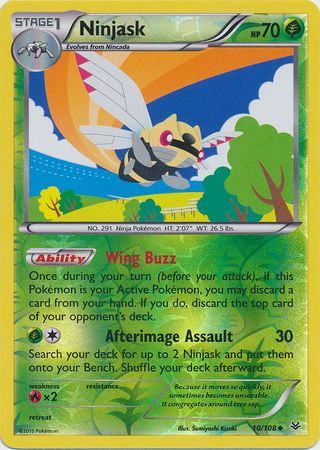 STAGE1 Ninjask HP70
Evolves from Nincada
NO. 291 Ninja Pokémon HT: 2'07" WT: 26.5 lbs.
Ability Wing Buzz
Once during your turn (before your attack), if this
Pokémon is your Active Pokémon, you may discard a
card from your hand. If you do, discard the top card
of your opponent's deck.
Afterimage Assault 30
Search your deck for up to 2 Ninjask and put them
onto your Bench. Shuffle your deck afterward.
weakness resistance
×2
retreat
Because it moves so quickly, it
sometimes becomes unseeable.
It congregates around tree sap.
©2015 Pokémon Illus. Sumiyoshi Kizuki 10/108